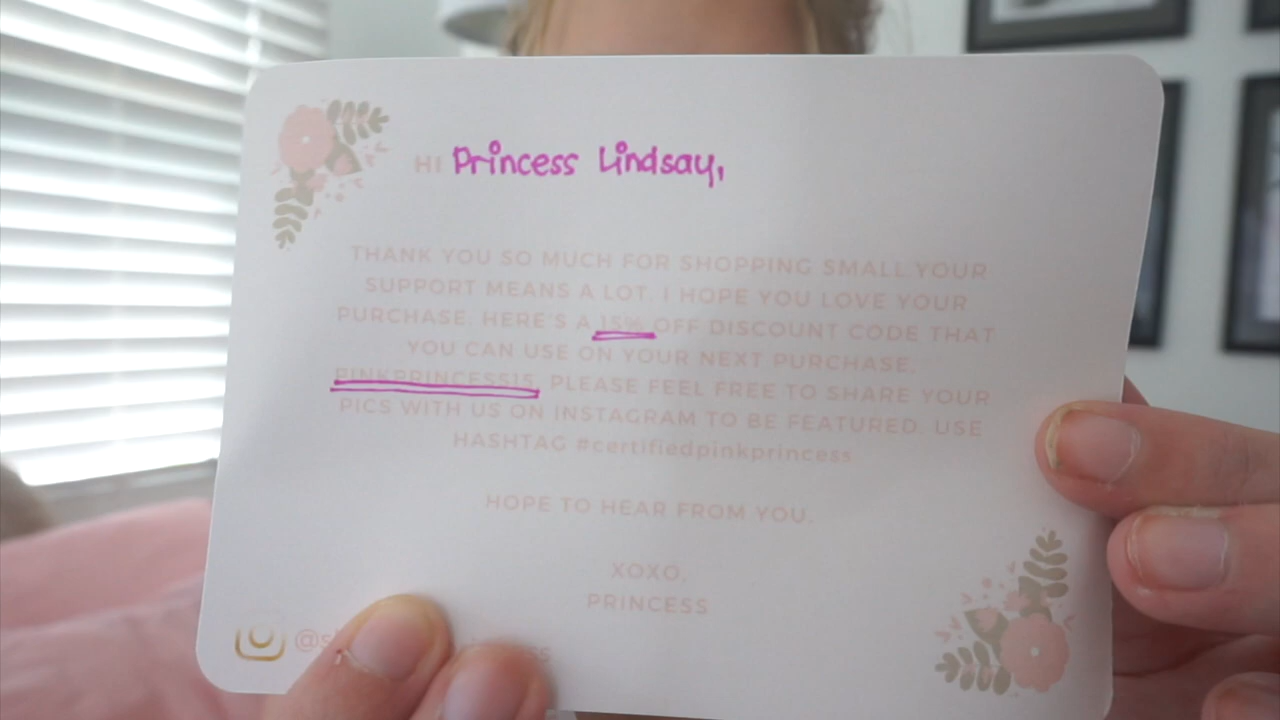 HI Princess Lindsay,
THANK YOU SO MUCH FOR SHOPPING SMALL YOUR
SUPPORT MEANS A LOT. I HOPE YOU LOVE YOUR
PURCHASE. HERE'S A 15% OFF DISCOUNT CODE THAT
YOU CAN USE ON YOUR NEXT PURCHASE.
PINKPRINCESS15. PLEASE FEEL FREE TO SHARE YOUR
PICS WITH US ON INSTAGRAM TO BE FEATURED. USE
HASHTAG #certifiedpinkprincess
HOPE TO HEAR FROM YOU.
XOXO,
PRINCESS